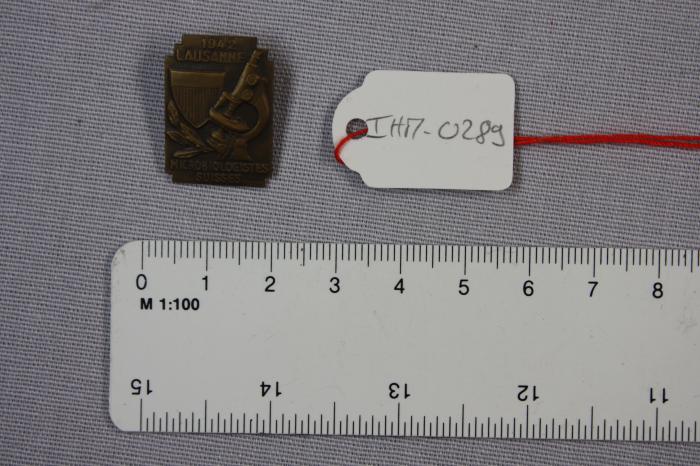 1942
LAUSANNE
MICROBIOLOGISTES
SUISSES
IHM-0289
0 1 2 3 4 5 6 7 8
M 1:100
15 14 13 12 11